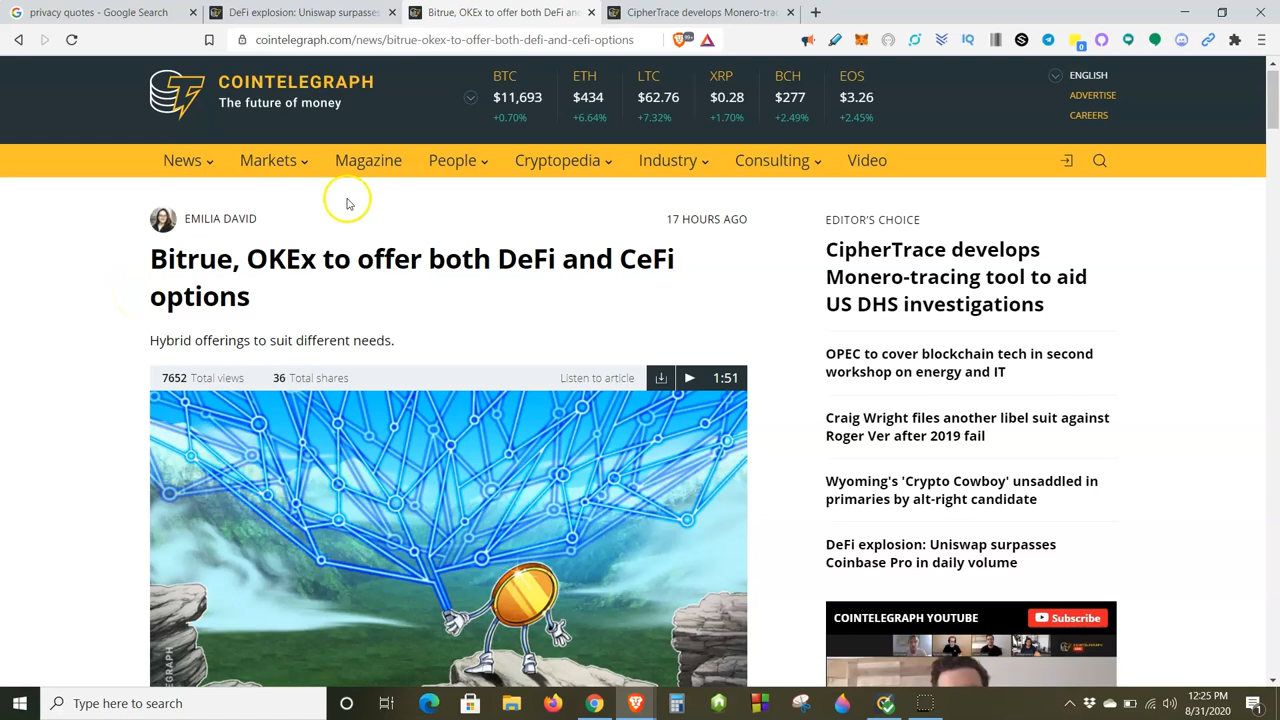 privacy quotes - Google Search
DeFi explosion: Uniswap surpasses
Bitrue, OKEx to offer both DeFi and
CipherTrace develops Monero-trac
cointelegraph.com/news/bitrue-okex-to-offer-both-defi-and-cefi-options
99+
0
COINTELEGRAPH
The future of money
BTC ETH LTC XRP BCH EOS
$11,693 $434 $62.76 $0.28 $277 $3.26
+0.70% +6.64% +7.32% +1.70% +2.49% +2.45%
ENGLISH
ADVERTISE
CAREERS
News Markets Magazine People Cryptopedia Industry Consulting Video
EMILIA DAVID
17 HOURS AGO
Bitrue, OKEx to offer both DeFi and CeFi
options
Hybrid offerings to suit different needs.
7652 Total views 36 Total shares Listen to article 1:51
COINTELEGRAPH
EDITOR'S CHOICE
CipherTrace develops
Monero-tracing tool to aid
US DHS investigations
OPEC to cover blockchain tech in second
workshop on energy and IT
Craig Wright files another libel suit against
Roger Ver after 2019 fail
Wyoming's 'Crypto Cowboy' unsaddled in
primaries by alt-right candidate
DeFi explosion: Uniswap surpasses
Coinbase Pro in daily volume
COINTELEGRAPH YOUTUBE
Subscribe
Type here to search
12:25 PM
8/31/2020